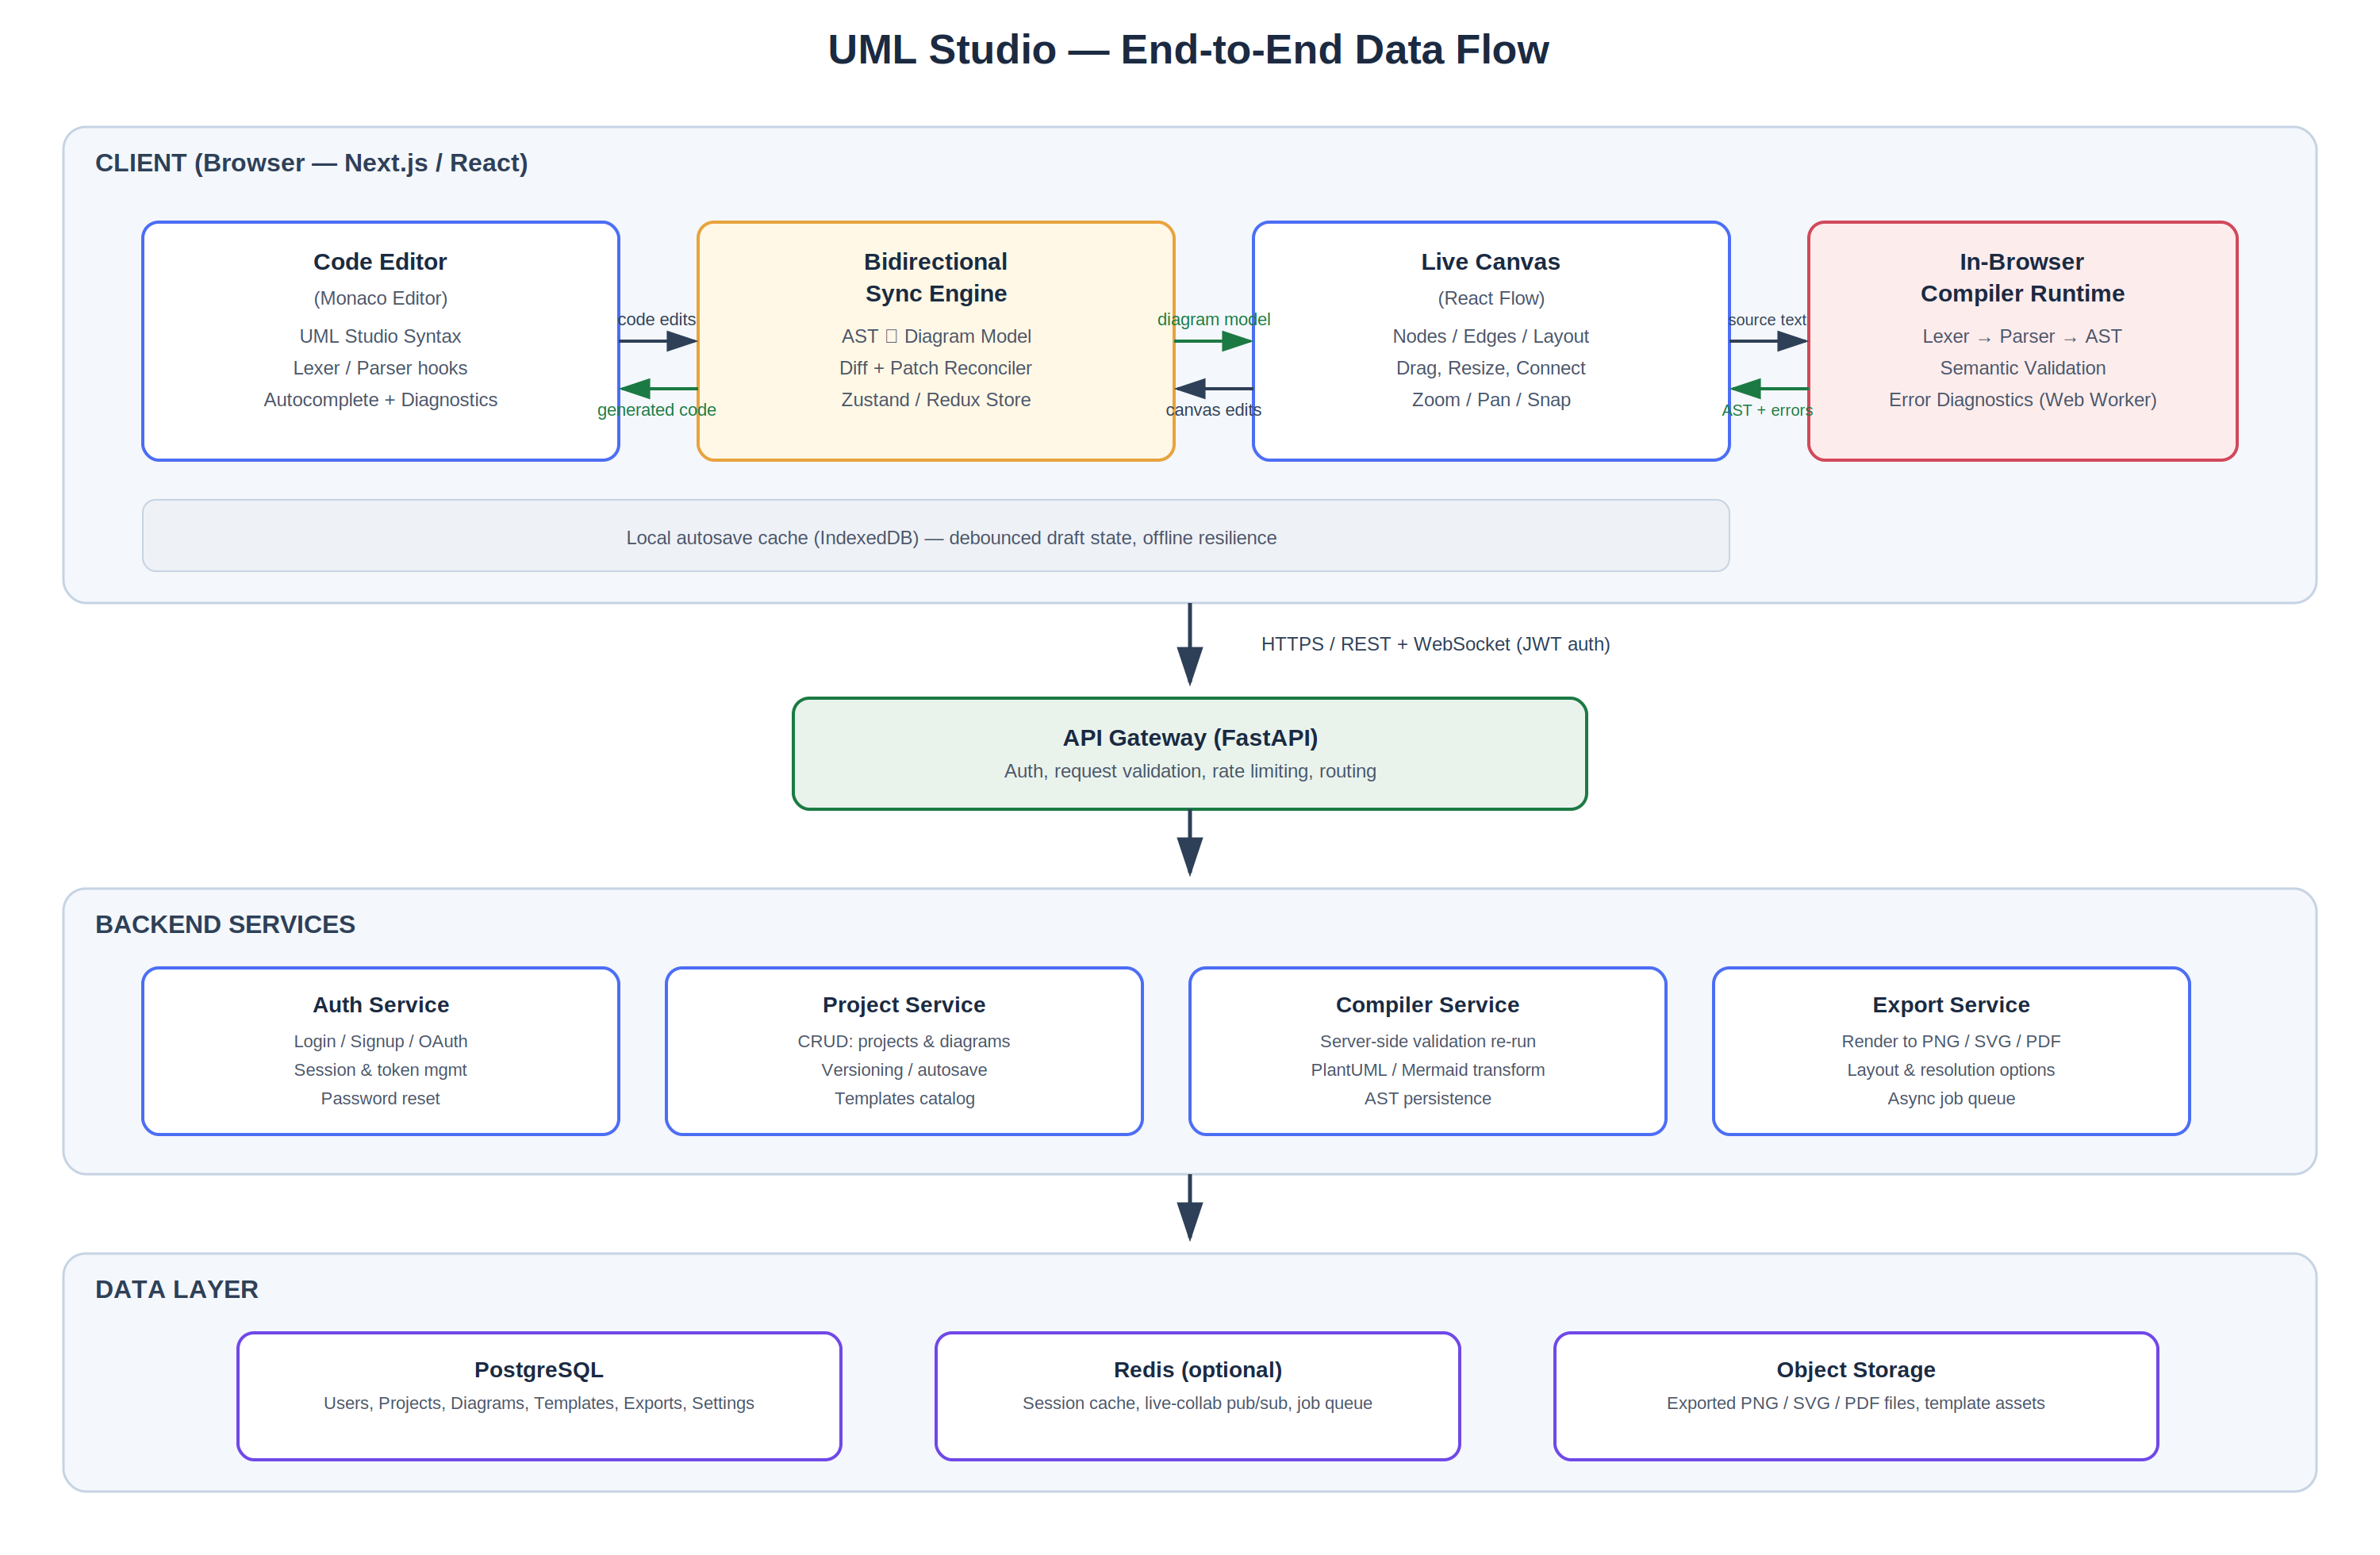 UML Studio — End-to-End Data Flow
CLIENT (Browser — Next.js / React)
Code Editor
(Monaco Editor)
UML Studio Syntax
Lexer / Parser hooks
Autocomplete + Diagnostics
code edits
generated code
Bidirectional
Sync Engine
AST ▯ Diagram Model
Diff + Patch Reconciler
Zustand / Redux Store
diagram model
canvas edits
Live Canvas
(React Flow)
Nodes / Edges / Layout
Drag, Resize, Connect
Zoom / Pan / Snap
source text
AST + errors
In-Browser
Compiler Runtime
Lexer → Parser → AST
Semantic Validation
Error Diagnostics (Web Worker)
Local autosave cache (IndexedDB) — debounced draft state, offline resilience
HTTPS / REST + WebSocket (JWT auth)
API Gateway (FastAPI)
Auth, request validation, rate limiting, routing
BACKEND SERVICES
Auth Service
Login / Signup / OAuth
Session & token mgmt
Password reset
Project Service
CRUD: projects & diagrams
Versioning / autosave
Templates catalog
Compiler Service
Server-side validation re-run
PlantUML / Mermaid transform
AST persistence
Export Service
Render to PNG / SVG / PDF
Layout & resolution options
Async job queue
DATA LAYER
PostgreSQL
Users, Projects, Diagrams, Templates, Exports, Settings
Redis (optional)
Session cache, live-collab pub/sub, job queue
Object Storage
Exported PNG / SVG / PDF files, template assets